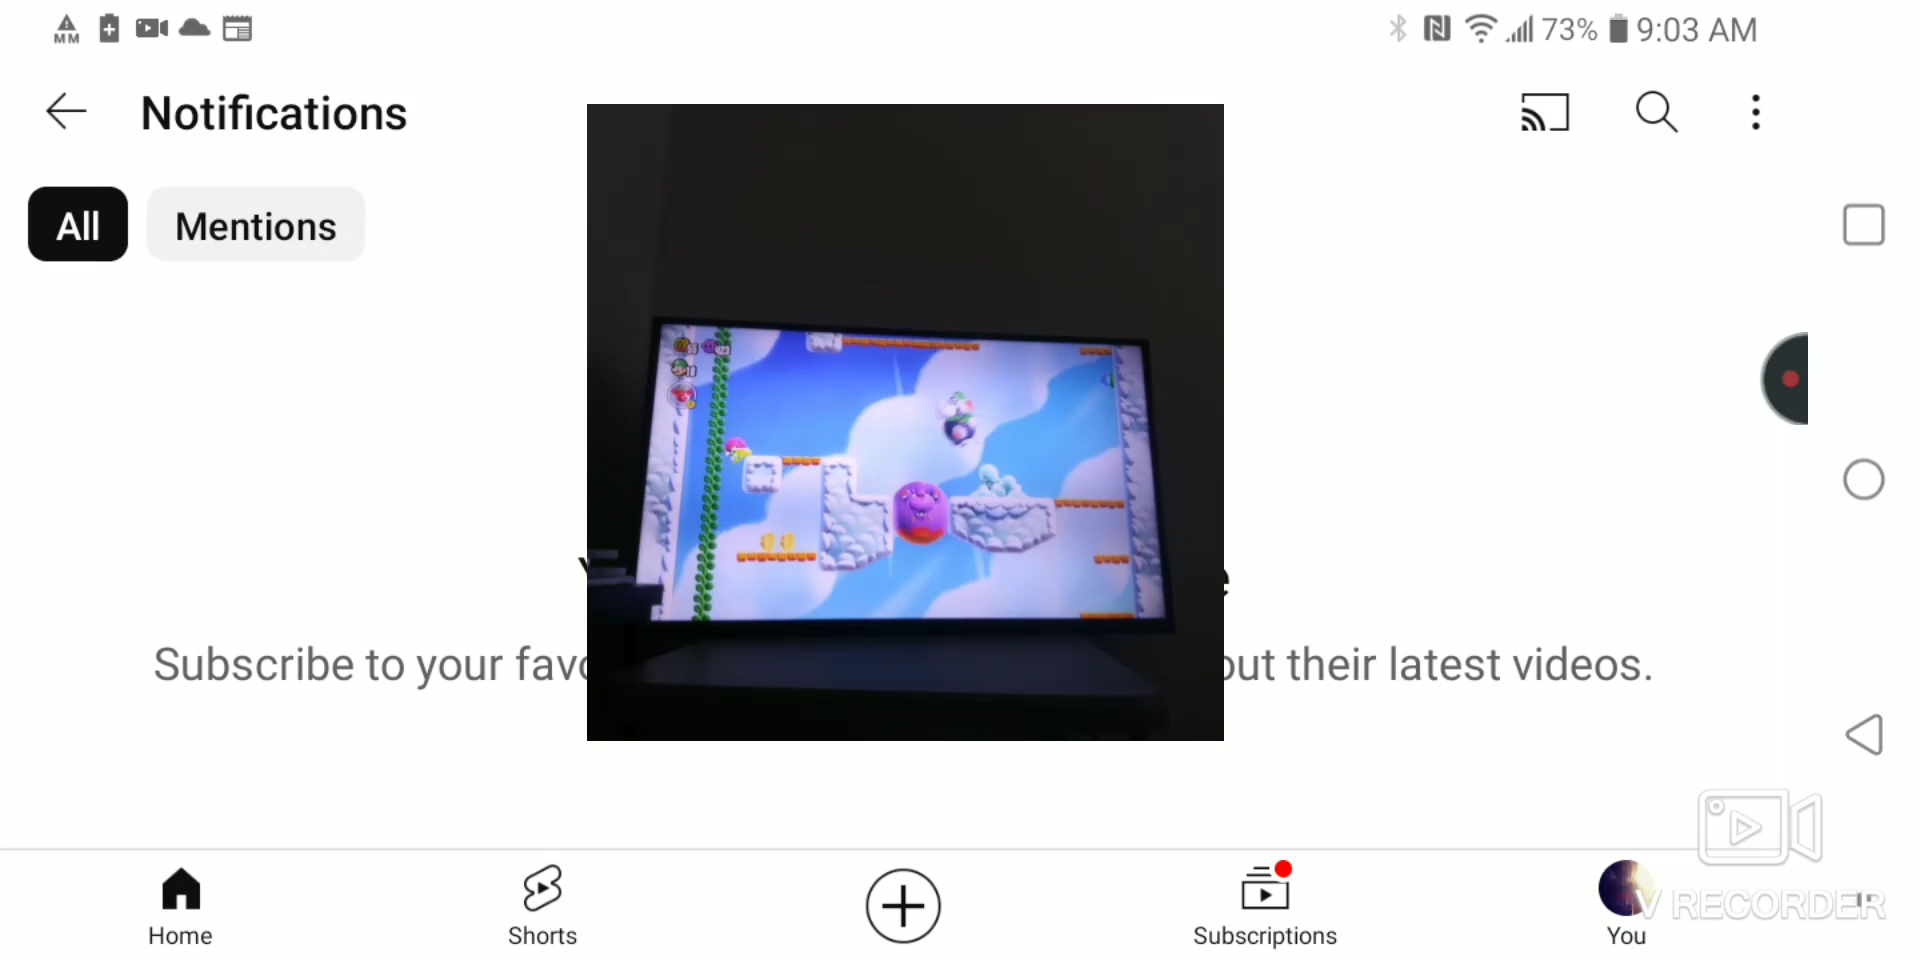 MM 73% 9:03 AM
Notifications
All Mentions
Subscribe to your out their latest videos.
Home Shorts Subscriptions You
V RECORDER